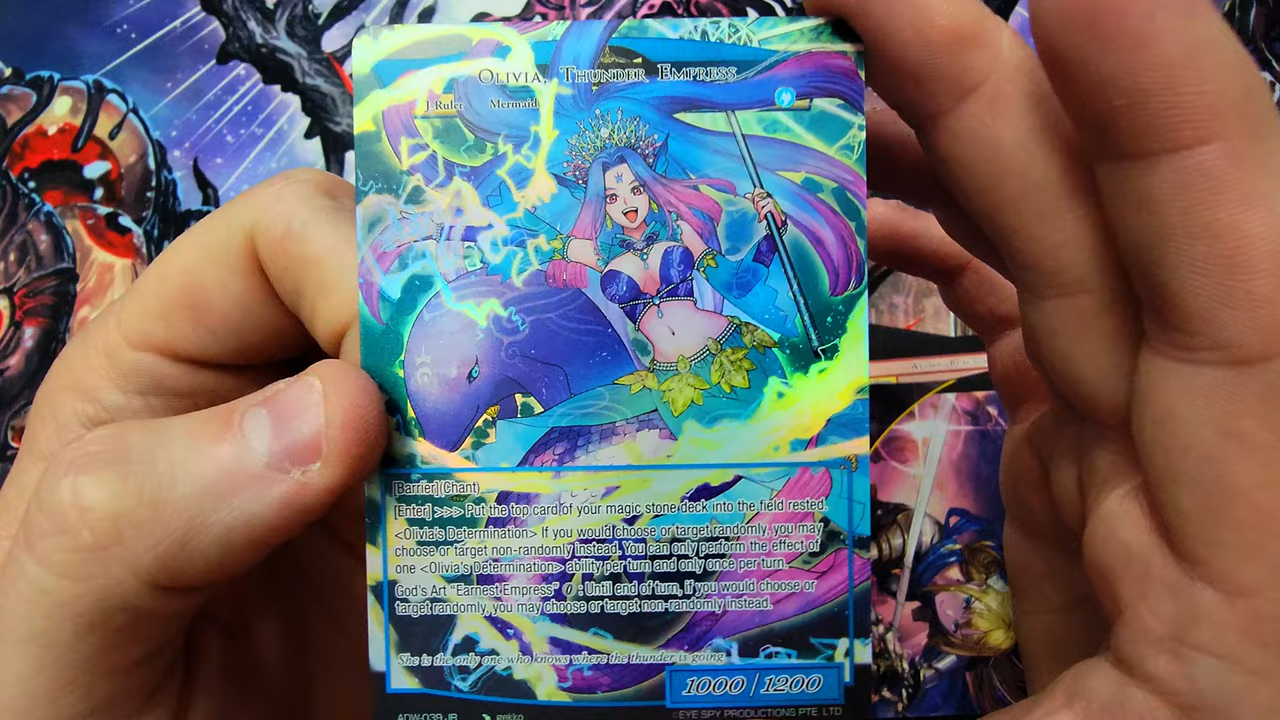 OLIVIA, THUNDER EMPRESS
J-Ruler Mermaid
[Barrier](Chant)
[Enter] >>> Put the top card of your magic stone deck into the field rested.
<Olivia's Determination> If you would choose or target randomly, you may
choose or target non-randomly instead. You can only perform the effect of
one <Olivia's Determination> ability per turn and only once per turn.
God's Art "Earnest Empress" 0 : Until end of turn, if you would choose or
target randomly, you may choose or target non-randomly instead.
She is the only one who knows where the thunder is going
1000 / 1200
ADW-039 JR gekko EYE SPY PRODUCTIONS PTE. LTD